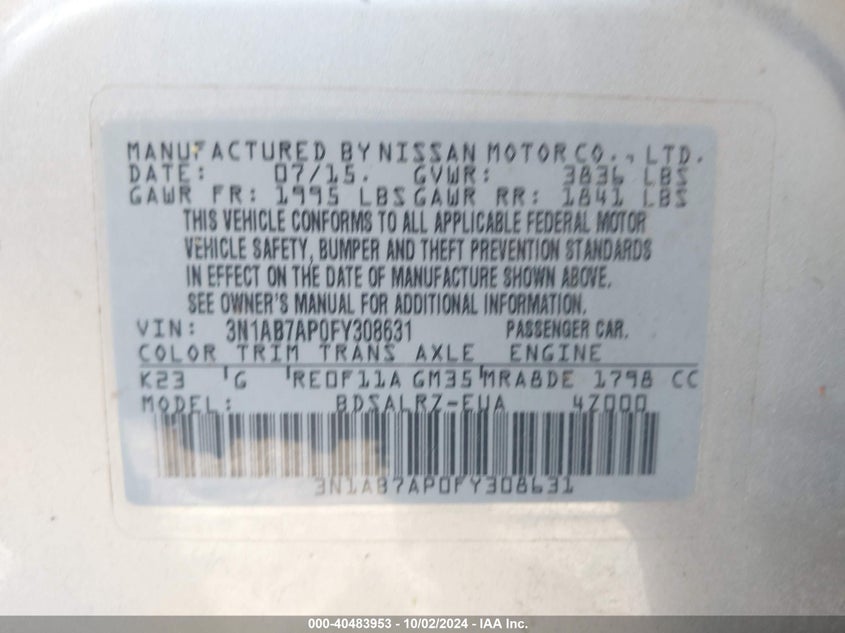 MANUFACTURED BY NISSAN MOTOR CO., LTD.
DATE: 07/15. GVWR: 3836 LBS
GAWR FR: 1995 LBS GAWR RR: 1841 LBS
THIS VEHICLE CONFORMS TO ALL APPLICABLE FEDERAL MOTOR
VEHICLE SAFETY, BUMPER AND THEFT PREVENTION STANDARDS
IN EFFECT ON THE DATE OF MANUFACTURE SHOWN ABOVE.
SEE OWNER'S MANUAL FOR ADDITIONAL INFORMATION.
VIN: 3N1AB7AP0FY308631 PASSENGER CAR.
COLOR TRIM TRANS AXLE ENGINE
K23 G RE0F11A GM35 MRA8DE 1798 CC
MODEL: BDSALRZ-EUA 4Z000
3N1AB7AP0FY308631
000-40483953 | 10/02/2024 - IAA Inc.